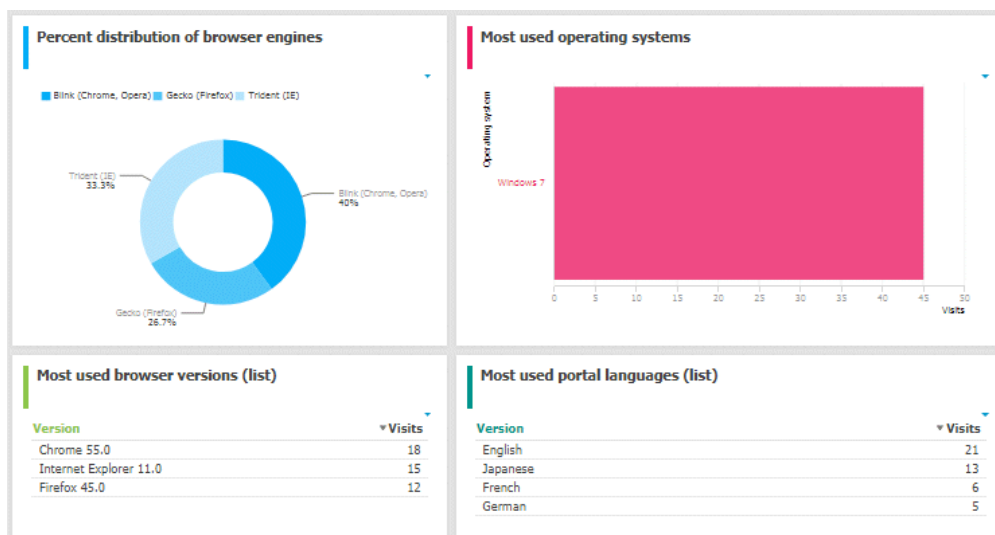 Percent distribution of browser engines
Blink (Chrome, Opera) Gecko (Firefox) Trident (IE)
Trident (IE)
33.3%
Blink (Chrome, Opera)
40%
Gecko (Firefox)
26.7%
Most used operating systems
Operating system
Windows 7
0 5 10 15 20 25 30 35 40 45 50
Visits
Most used browser versions (list)
Version Visits
Chrome 55.0 18
Internet Explorer 11.0 15
Firefox 45.0 12
Most used portal languages (list)
Version Visits
English 21
Japanese 13
French 6
German 5